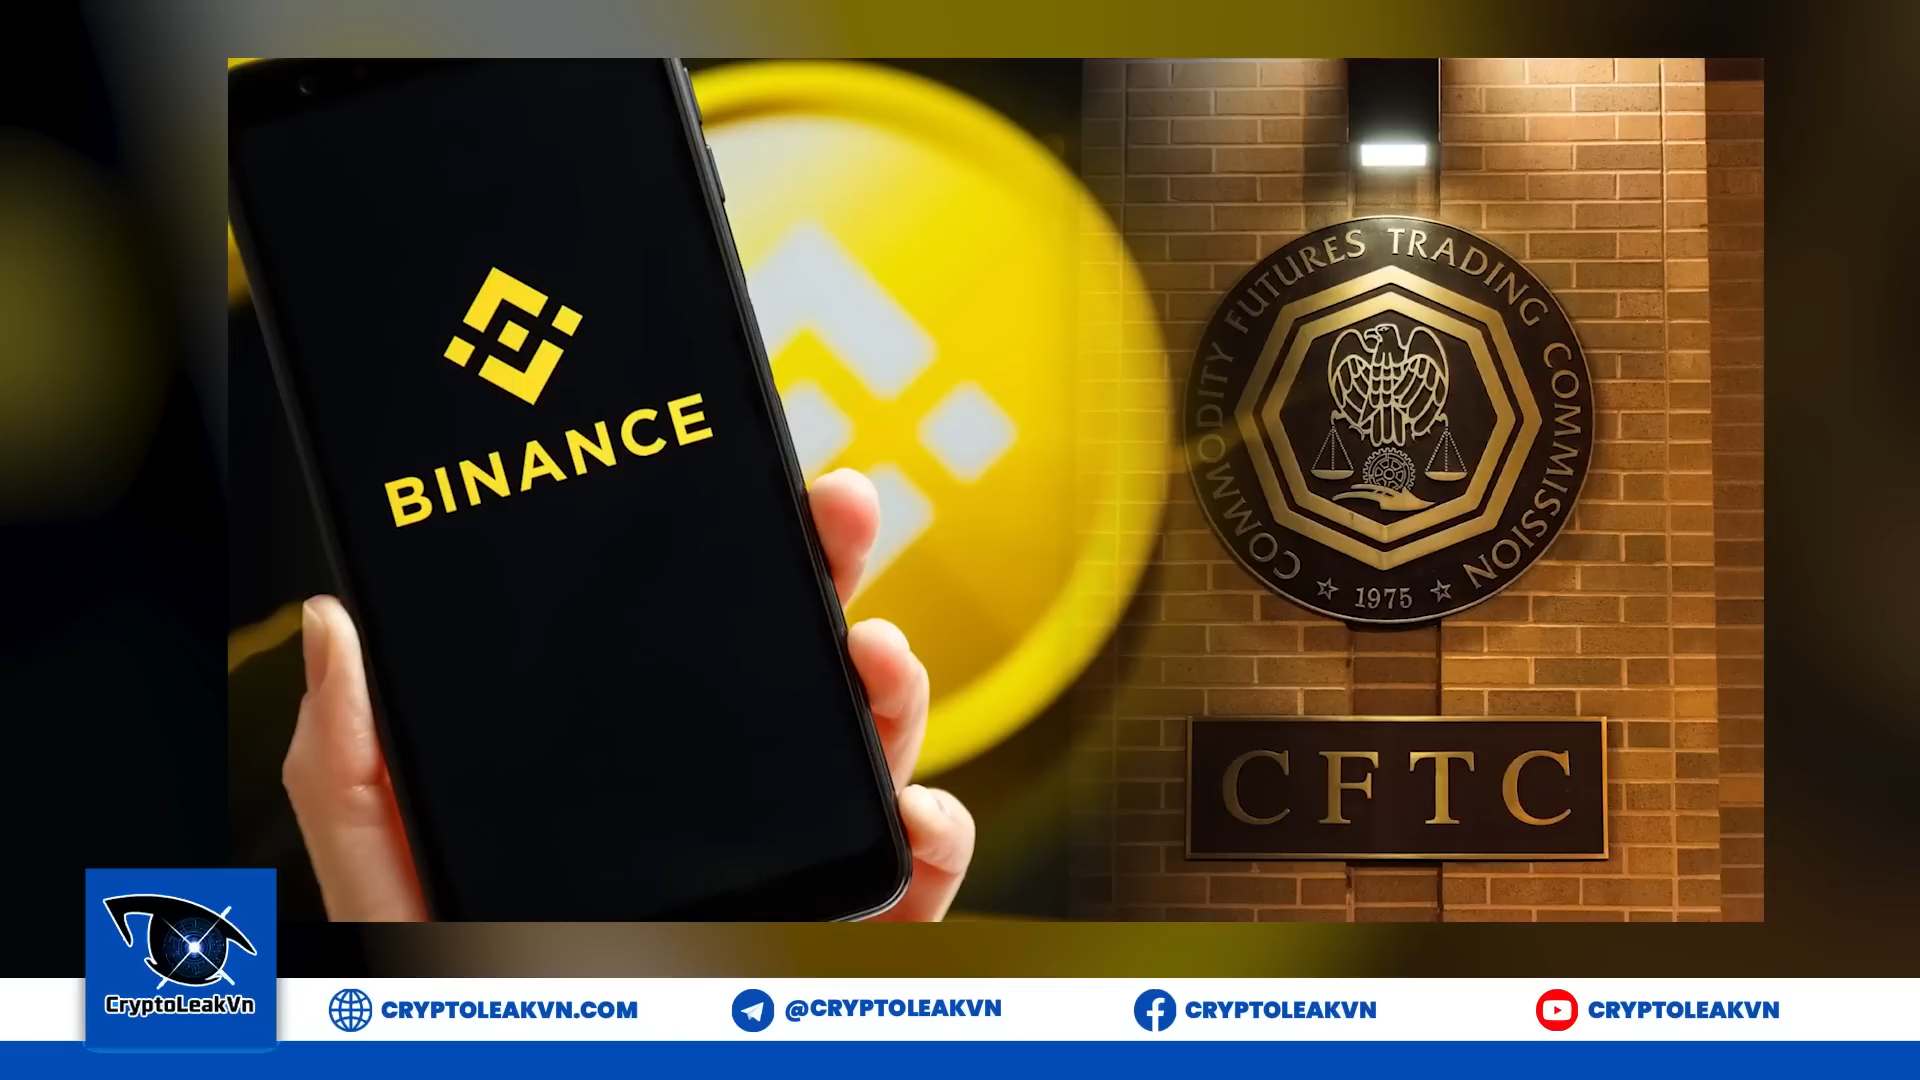 BINANCE
COMMODITY FUTURES TRADING COMMISSION
1975
CFTC
CryptoLeakVn
CRYPTOLEAKVN.COM
@CRYPTOLEAKVN
CRYPTOLEAKVN
CRYPTOLEAKVN